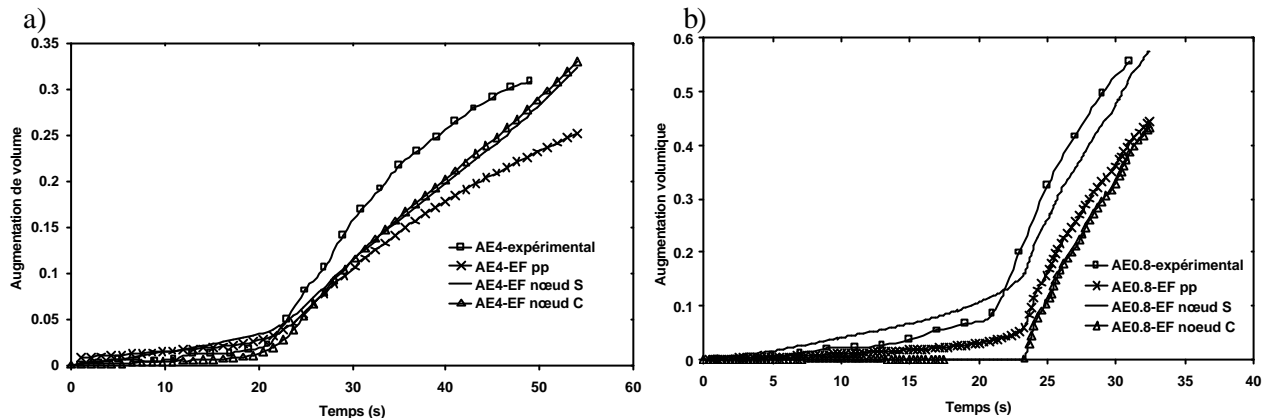 a)
Augmentation de volume
0.35
0.3
0.25
0.2
0.15
0.1
0.05
0
0 10 20 30 40 50 60
Temps (s)
AE4-expérimental
AE4-EF pp
AE4-EF nœud S
AE4-EF nœud C
b)
Augmentation volumique
0.6
0.5
0.4
0.3
0.2
0.1
0
0 5 10 15 20 25 30 35 40
Temps (s)
AE0.8-expérimental
AE0.8-EF pp
AE0.8-EF nœud S
AE0.8-EF noeud C